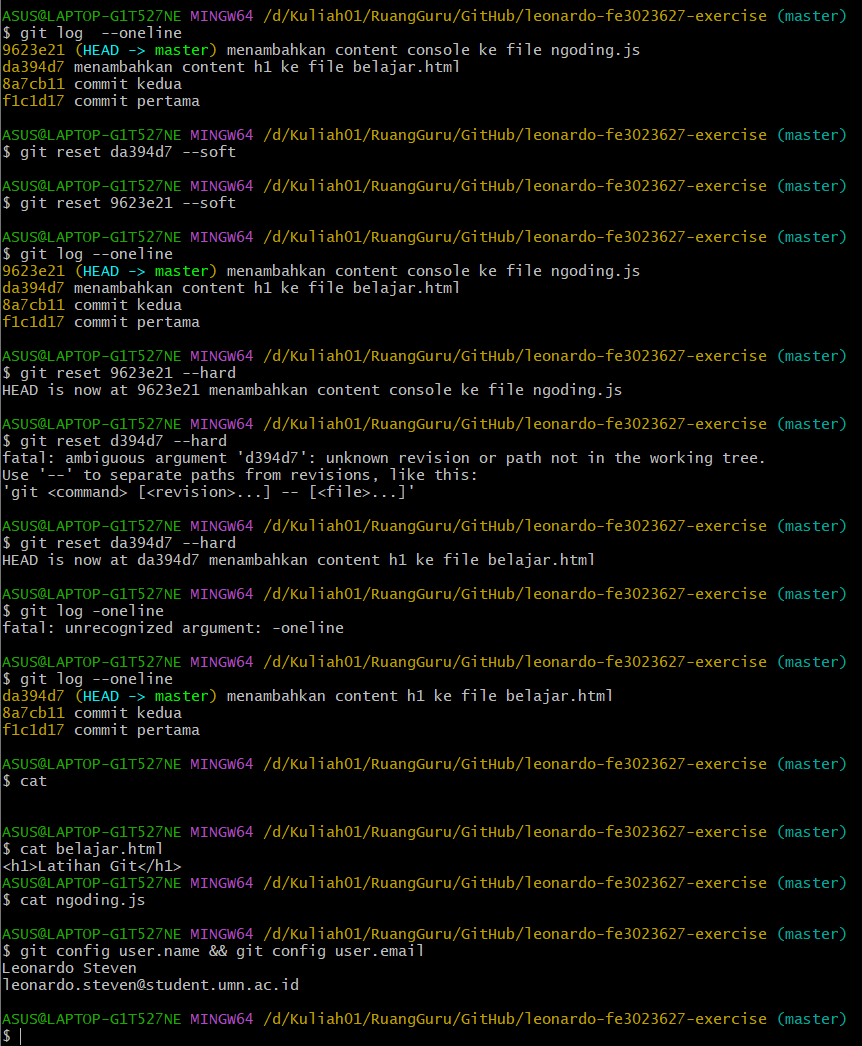 ASUS@LAPTOP-G1T527NE MINGW64 /d/Kuliah01/RuangGuru/GitHub/leonardo-fe3023627-exercise (master)
$ git log  --oneline
9623e21 (HEAD -> master) menambahkan content console ke file ngoding.js
da394d7 menambahkan content h1 ke file belajar.html
8a7cb11 commit kedua
f1c1d17 commit pertama
ASUS@LAPTOP-G1T527NE MINGW64 /d/Kuliah01/RuangGuru/GitHub/leonardo-fe3023627-exercise (master)
$ git reset da394d7 --soft
ASUS@LAPTOP-G1T527NE MINGW64 /d/Kuliah01/RuangGuru/GitHub/leonardo-fe3023627-exercise (master)
$ git reset 9623e21 --soft
ASUS@LAPTOP-G1T527NE MINGW64 /d/Kuliah01/RuangGuru/GitHub/leonardo-fe3023627-exercise (master)
$ git log --oneline
9623e21 (HEAD -> master) menambahkan content console ke file ngoding.js
da394d7 menambahkan content h1 ke file belajar.html
8a7cb11 commit kedua
f1c1d17 commit pertama
ASUS@LAPTOP-G1T527NE MINGW64 /d/Kuliah01/RuangGuru/GitHub/leonardo-fe3023627-exercise (master)
$ git reset 9623e21 --hard
HEAD is now at 9623e21 menambahkan content console ke file ngoding.js
ASUS@LAPTOP-G1T527NE MINGW64 /d/Kuliah01/RuangGuru/GitHub/leonardo-fe3023627-exercise (master)
$ git reset d394d7 --hard
fatal: ambiguous argument 'd394d7': unknown revision or path not in the working tree.
Use '--' to separate paths from revisions, like this:
'git <command> [<revision>...] -- [<file>...]'
ASUS@LAPTOP-G1T527NE MINGW64 /d/Kuliah01/RuangGuru/GitHub/leonardo-fe3023627-exercise (master)
$ git reset da394d7 --hard
HEAD is now at da394d7 menambahkan content h1 ke file belajar.html
ASUS@LAPTOP-G1T527NE MINGW64 /d/Kuliah01/RuangGuru/GitHub/leonardo-fe3023627-exercise (master)
$ git log -oneline
fatal: unrecognized argument: -oneline
ASUS@LAPTOP-G1T527NE MINGW64 /d/Kuliah01/RuangGuru/GitHub/leonardo-fe3023627-exercise (master)
$ git log --oneline
da394d7 (HEAD -> master) menambahkan content h1 ke file belajar.html
8a7cb11 commit kedua
f1c1d17 commit pertama
ASUS@LAPTOP-G1T527NE MINGW64 /d/Kuliah01/RuangGuru/GitHub/leonardo-fe3023627-exercise (master)
$ cat
ASUS@LAPTOP-G1T527NE MINGW64 /d/Kuliah01/RuangGuru/GitHub/leonardo-fe3023627-exercise (master)
$ cat belajar.html
<h1>Latihan Git</h1>
ASUS@LAPTOP-G1T527NE MINGW64 /d/Kuliah01/RuangGuru/GitHub/leonardo-fe3023627-exercise (master)
$ cat ngoding.js
ASUS@LAPTOP-G1T527NE MINGW64 /d/Kuliah01/RuangGuru/GitHub/leonardo-fe3023627-exercise (master)
$ git config user.name && git config user.email
Leonardo Steven
leonardo.steven@student.umn.ac.id
ASUS@LAPTOP-G1T527NE MINGW64 /d/Kuliah01/RuangGuru/GitHub/leonardo-fe3023627-exercise (master)
$